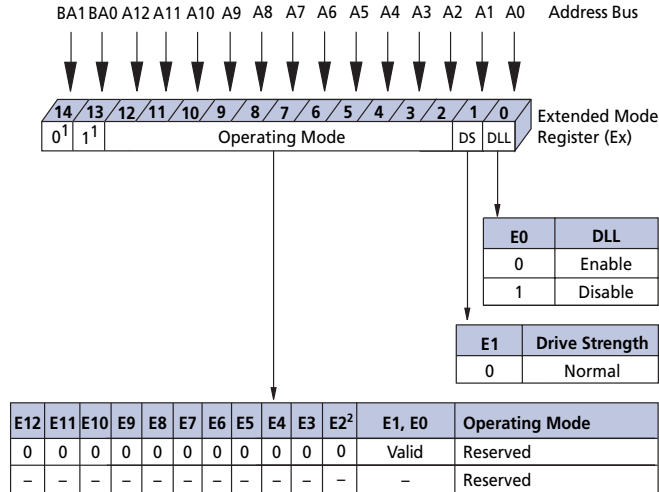 BA1 BA0 A12 A11 A10 A9 A8 A7 A6 A5 A4 A3 A2 A1 A0 Address Bus
14 13 12 11 10 9 8 7 6 5 4 3 2 1 0
Extended Mode
Register (Ex)
0¹ 1¹ Operating Mode DS DLL
E0 DLL
0 Enable
1 Disable
E1 Drive Strength
0 Normal
E12 E11 E10 E9 E8 E7 E6 E5 E4 E3 E2² E1, E0 Operating Mode
0 0 0 0 0 0 0 0 0 0 0 Valid Reserved
– – – – – – – – – – – – Reserved